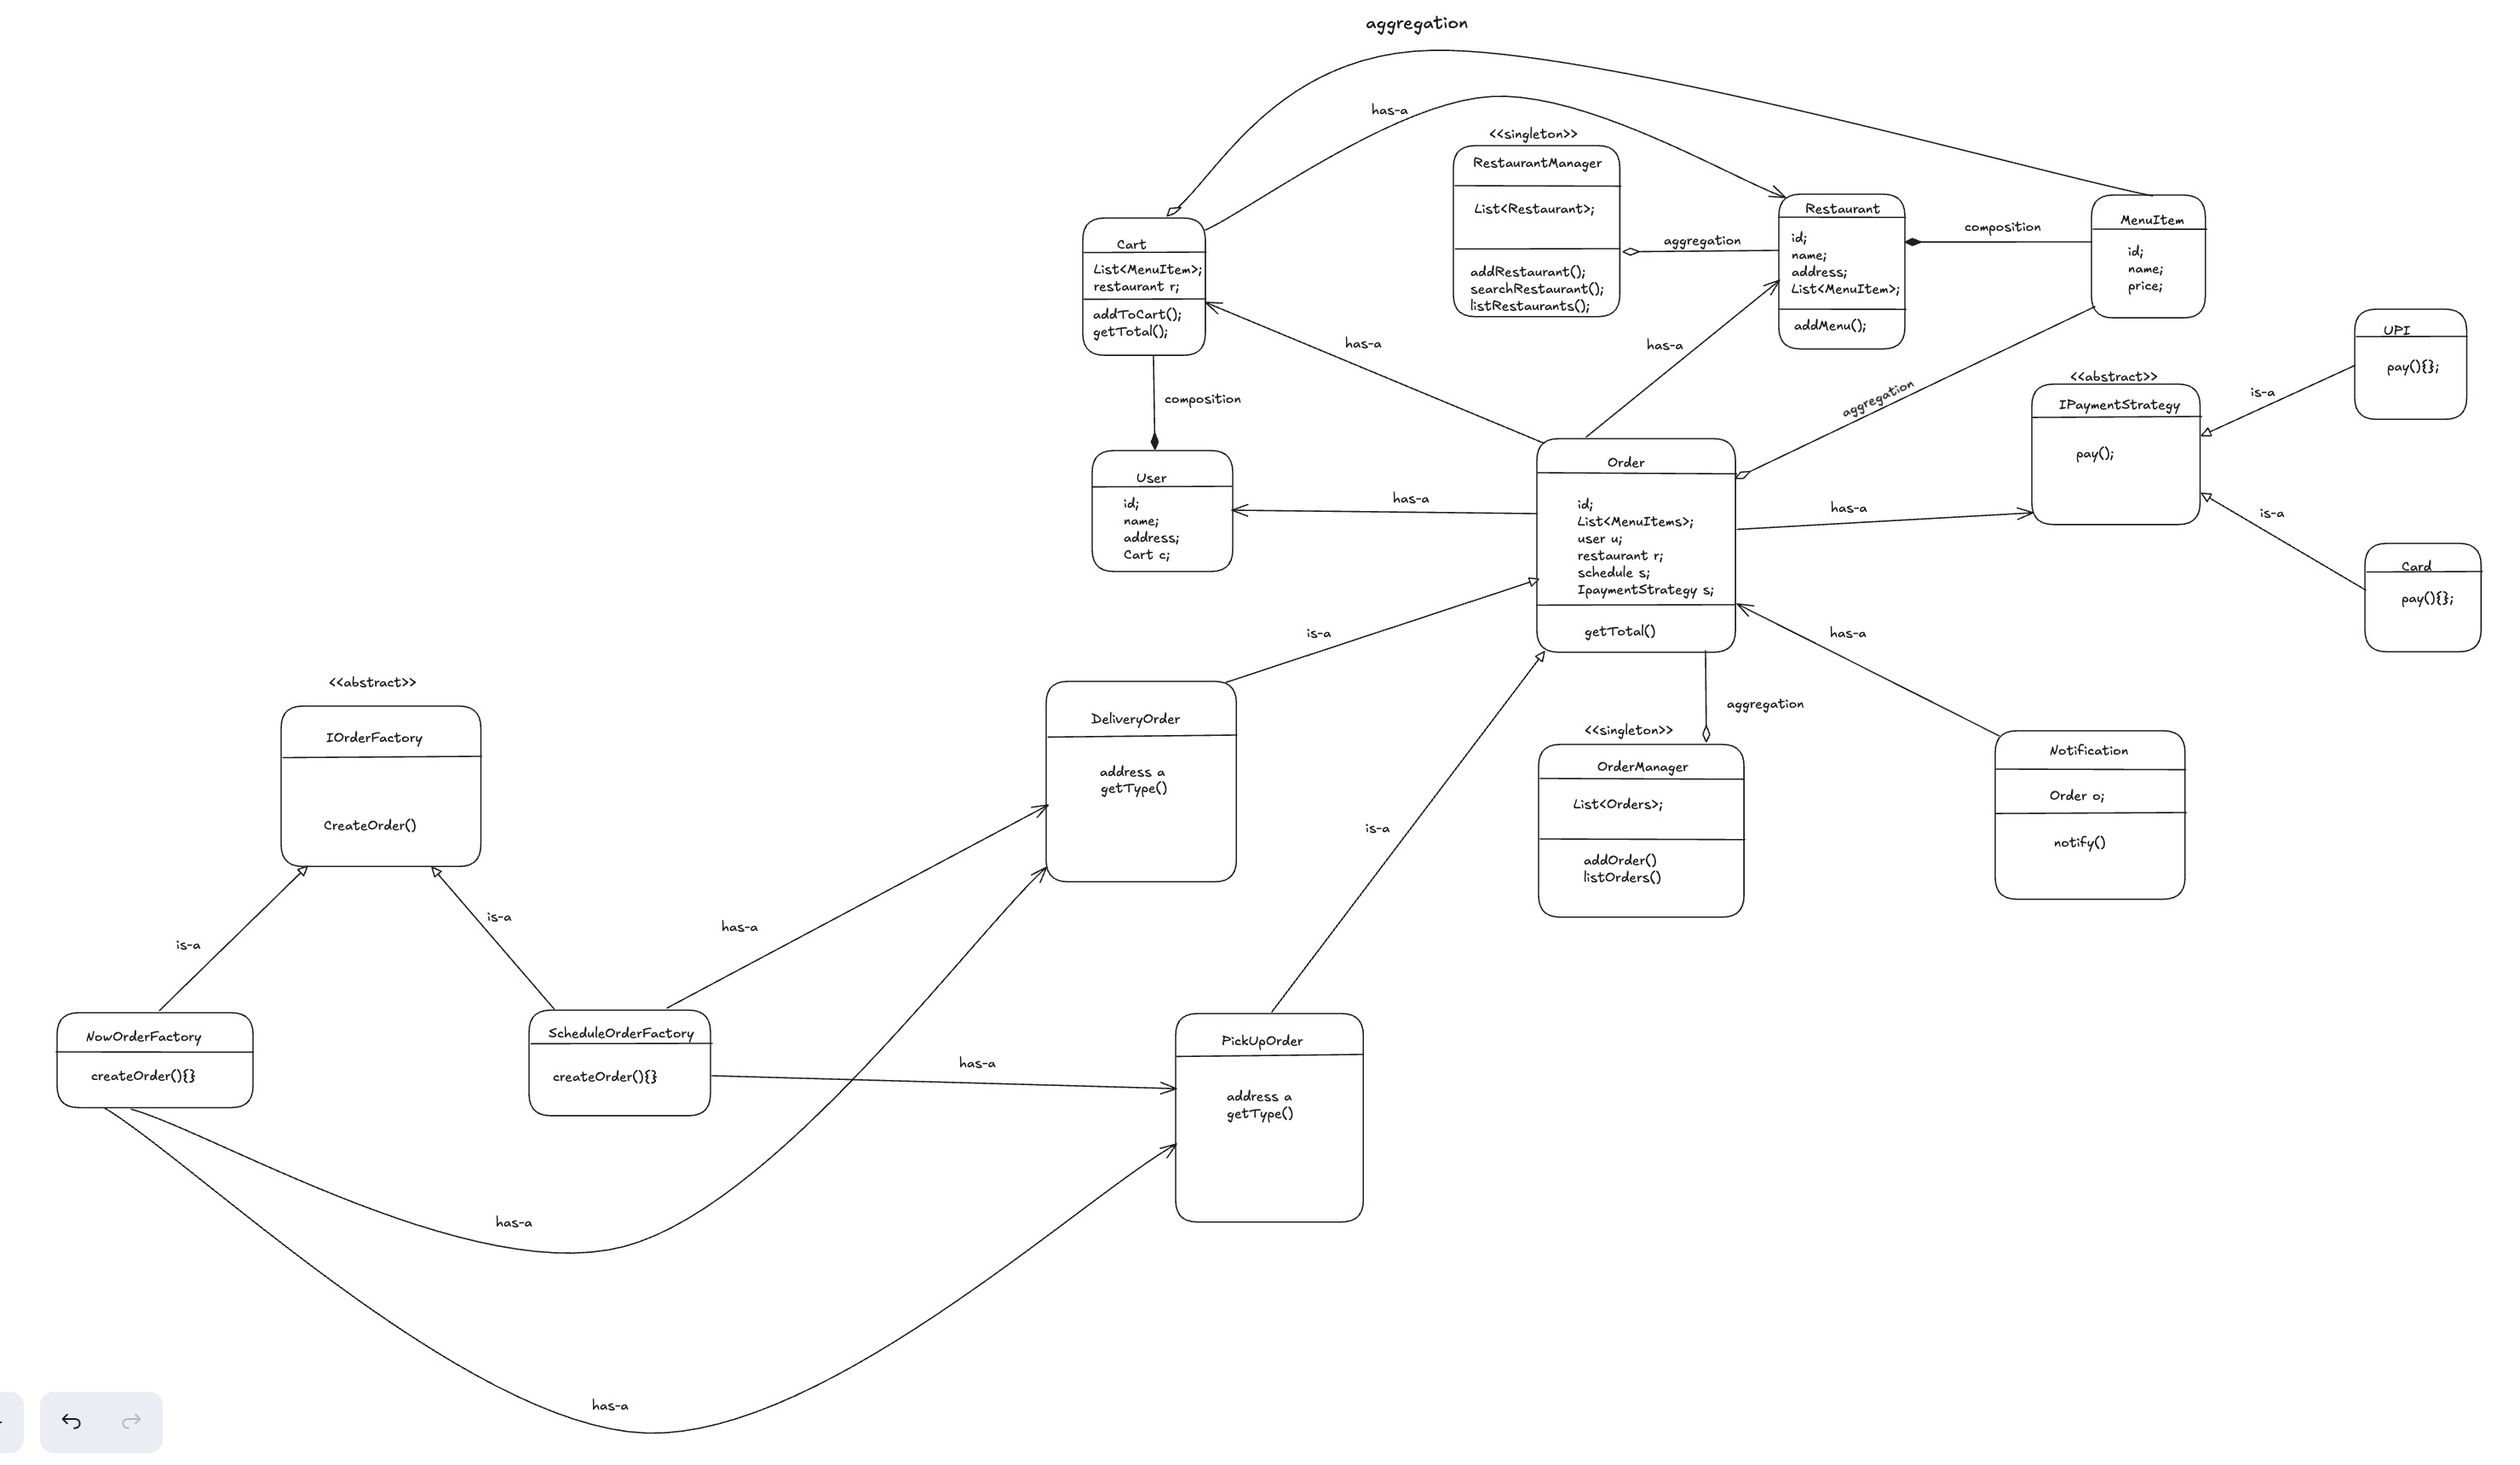 aggregation
has-a
<<singleton>>
RestaurantManager
List<Restaurant>;
addRestaurant();
searchRestaurant();
listRestaurants();
aggregation
Restaurant
id;
name;
address;
List<MenuItem>;
addMenu();
composition
MenuItem
id;
name;
price;
Cart
List<MenuItem>;
restaurant r;
addToCart();
getTotal();
has-a
has-a
aggregation
composition
User
id;
name;
address;
Cart c;
has-a
Order
id;
List<MenuItems>;
user u;
restaurant r;
schedule s;
IpaymentStrategy s;
getTotal()
has-a
<<abstract>>
IPaymentStrategy
pay();
is-a
UPI
pay(){};
is-a
Card
pay(){};
is-a
has-a
aggregation
<<singleton>>
OrderManager
List<Orders>;
addOrder()
listOrders()
Notification
Order o;
notify()
<<abstract>>
IOrderFactory
CreateOrder()
DeliveryOrder
address a
getType()
is-a
is-a
is-a
has-a
NowOrderFactory
createOrder(){}
ScheduleOrderFactory
createOrder(){}
has-a
PickUpOrder
address a
getType()
has-a
has-a